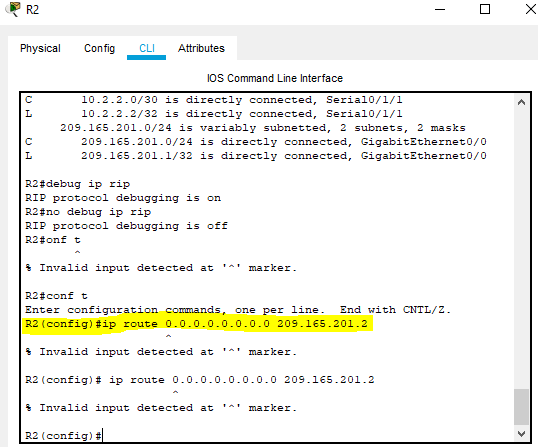 R2
Physical Config CLI Attributes
IOS Command Line Interface
C 10.2.2.0/30 is directly connected, Serial0/1/1
L 10.2.2.2/32 is directly connected, Serial0/1/1
209.165.201.0/24 is variably subnetted, 2 subnets, 2 masks
C 209.165.201.0/24 is directly connected, GigabitEthernet0/0
L 209.165.201.1/32 is directly connected, GigabitEthernet0/0
R2#debug ip rip
RIP protocol debugging is on
R2#no debug ip rip
RIP protocol debugging is off
R2#onf t
^
% Invalid input detected at '^' marker.
R2#conf t
Enter configuration commands, one per line. End with CNTL/Z.
R2(config)#ip route 0.0.0.0.0.0.0.0 209.165.201.2
^
% Invalid input detected at '^' marker.
R2(config)# ip route 0.0.0.0.0.0.0.0 209.165.201.2
^
% Invalid input detected at '^' marker.
R2(config)#